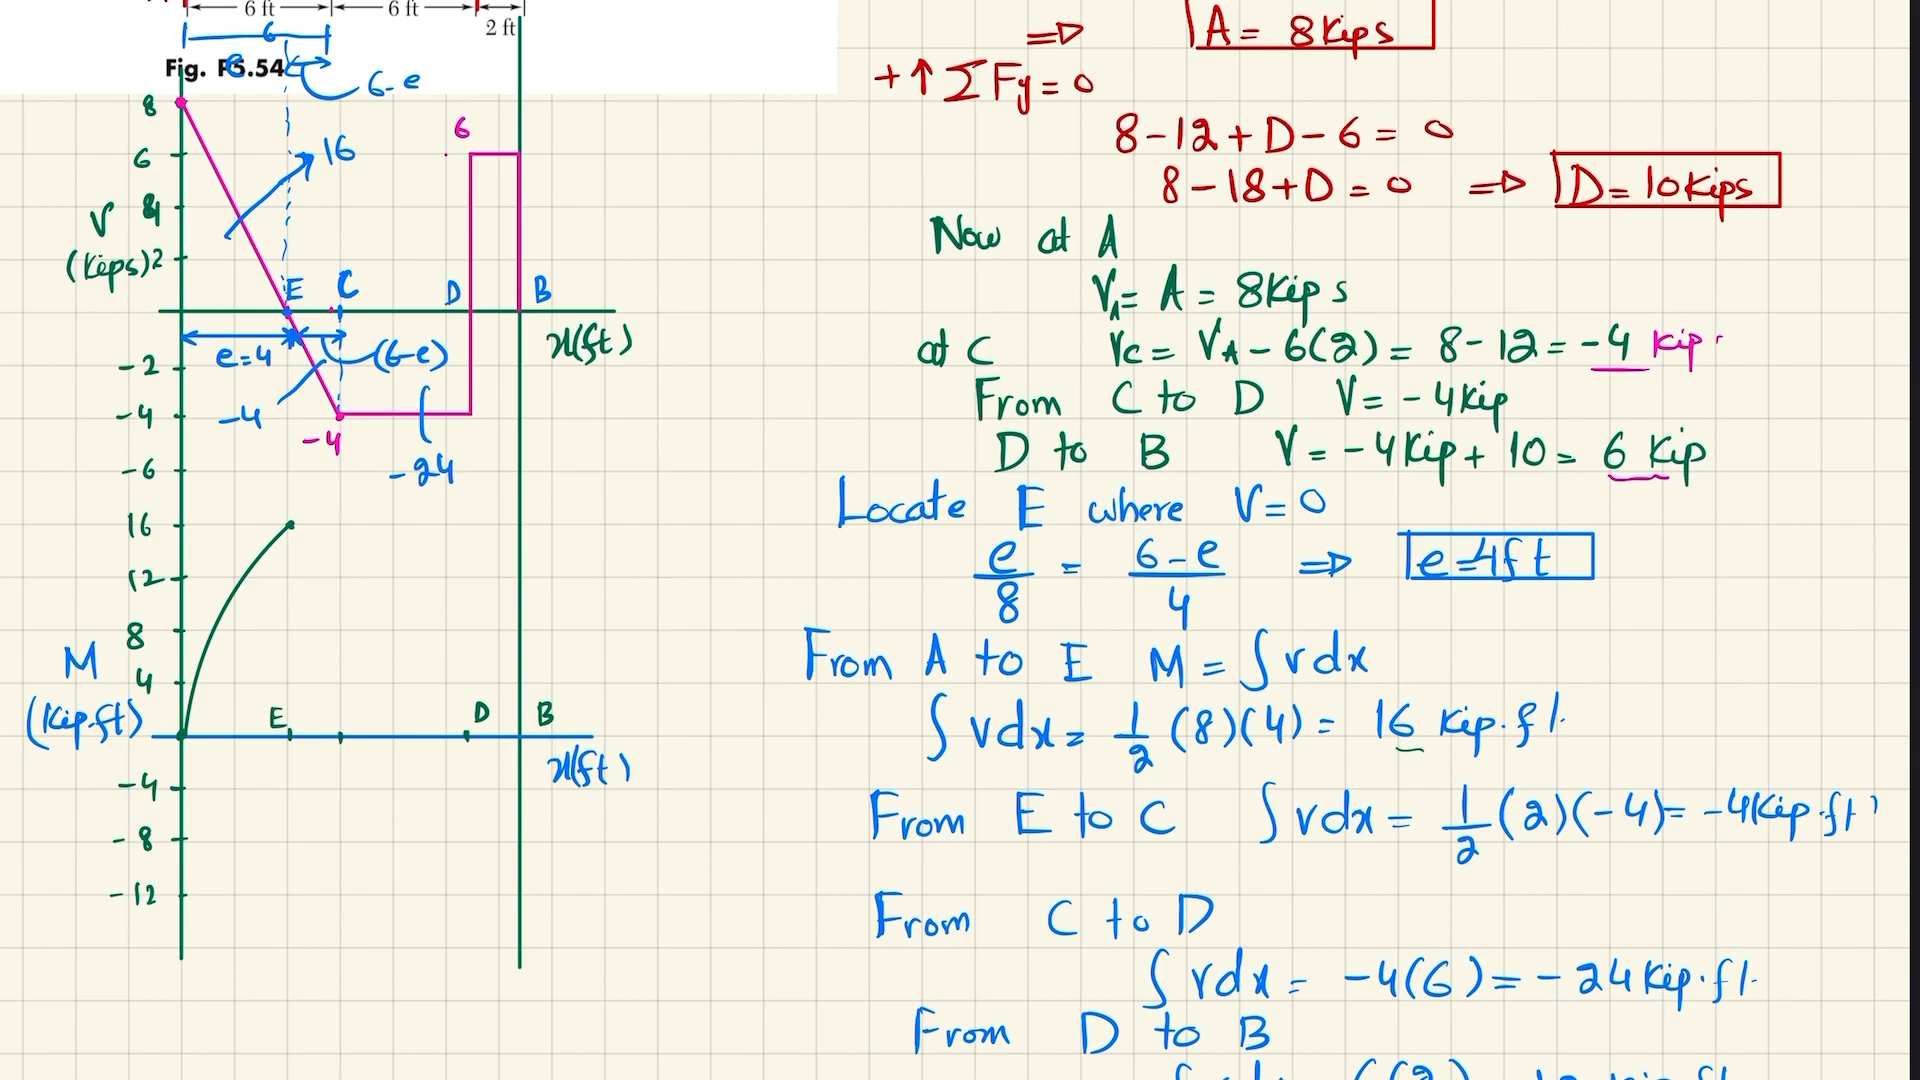 6 ft 6 ft
2 ft
6
Fig. P5.54
6-e
8
6
4
2
V
(Kips)
6
16
E C D B
x(ft)
e=4
(6-e)
-2
-4
-6
-4
-4
-24
16
12
8
4
M
(Kip.ft)
E D B
x(ft)
-4
-8
-12
⇒ A = 8Kips
+↑ΣFy=0
8-12+D-6=0
8-18+D=0 ⇒ D=10Kips
Now at A
VA= A = 8Kips
at C Vc = VA-6(2) = 8-12=-4 Kip.
From C to D V=-4Kip
D to B V=-4Kip+10=6 Kip
Locate E where V=0
e/8 = 6-e/4 ⇒ e=4ft
From A to E M=∫vdx
∫vdx= 1/2(8)(4)= 16 Kip.ft.
From E to C ∫vdx= 1/2(2)(-4)=-4Kip.ft
From C to D
∫vdx= -4(6)=-24Kip.ft.
From D to B